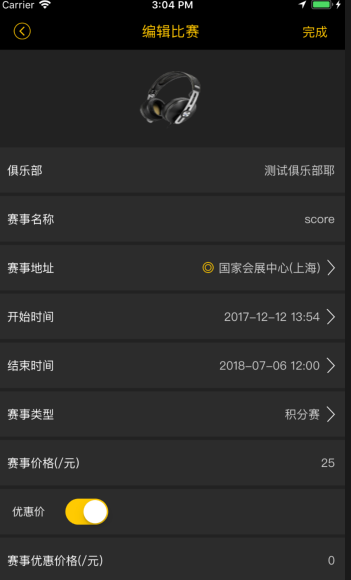 Carrier 3:04 PM
编辑比赛 完成
俱乐部 测试俱乐部耶
赛事名称 score
赛事地址 国家会展中心(上海)
开始时间 2017-12-12 13:54
结束时间 2018-07-06 12:00
赛事类型 积分赛
赛事价格(/元) 25
优惠价
赛事优惠价格(/元) 0